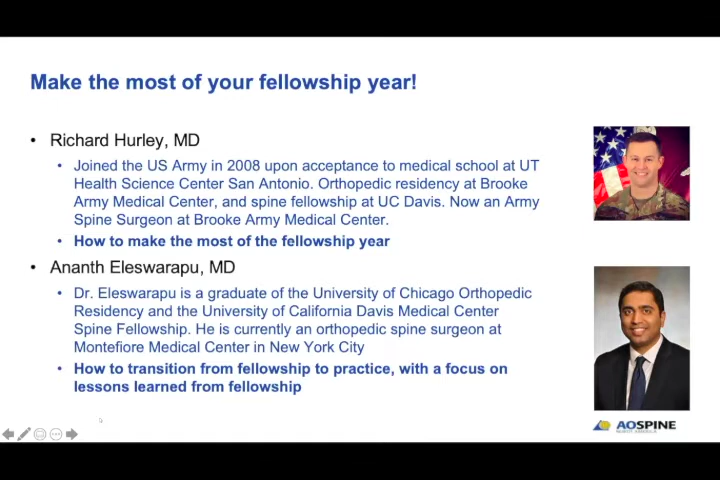 Make the most of your fellowship year!
• Richard Hurley, MD
• Joined the US Army in 2008 upon acceptance to medical school at UT
Health Science Center San Antonio. Orthopedic residency at Brooke
Army Medical Center, and spine fellowship at UC Davis. Now an Army
Spine Surgeon at Brooke Army Medical Center.
• How to make the most of the fellowship year
• Ananth Eleswarapu, MD
• Dr. Eleswarapu is a graduate of the University of Chicago Orthopedic
Residency and the University of California Davis Medical Center
Spine Fellowship. He is currently an orthopedic spine surgeon at
Montefiore Medical Center in New York City
• How to transition from fellowship to practice, with a focus on
lessons learned from fellowship
AOSPINE
NORTH AMERICA